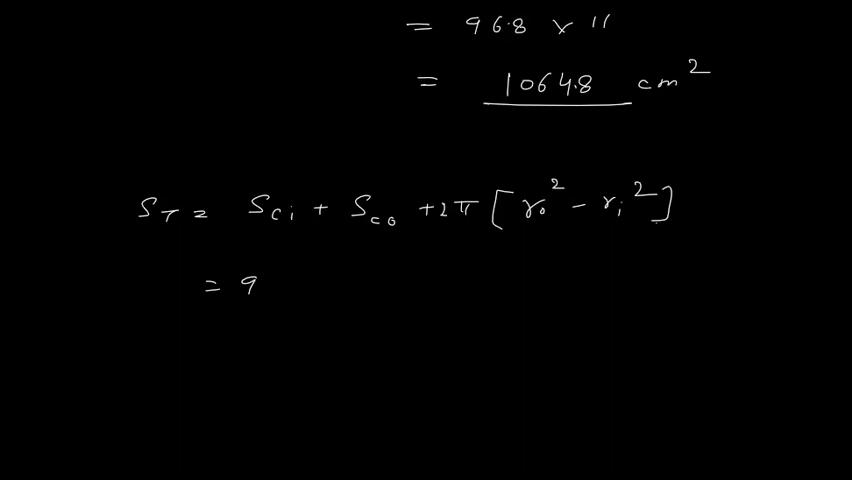 = 96.8 × 11
= 1064.8 cm²
S_T = S_ci + S_co + 2π [r_o² - r_i²]
= 9